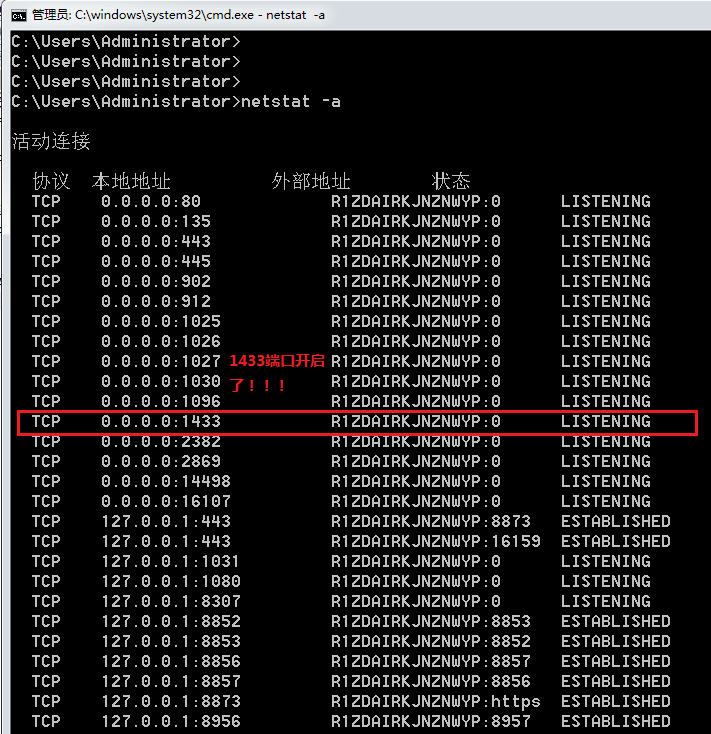 管理员: C:\windows\system32\cmd.exe - netstat  -a
C:\Users\Administrator>
C:\Users\Administrator>
C:\Users\Administrator>
C:\Users\Administrator>netstat -a
活动连接
协议  本地地址          外部地址        状态
TCP    0.0.0.0:80             R1ZDAIRKJNZNWYP:0      LISTENING
TCP    0.0.0.0:135            R1ZDAIRKJNZNWYP:0      LISTENING
TCP    0.0.0.0:443            R1ZDAIRKJNZNWYP:0      LISTENING
TCP    0.0.0.0:445            R1ZDAIRKJNZNWYP:0      LISTENING
TCP    0.0.0.0:902            R1ZDAIRKJNZNWYP:0      LISTENING
TCP    0.0.0.0:912            R1ZDAIRKJNZNWYP:0      LISTENING
TCP    0.0.0.0:1025           R1ZDAIRKJNZNWYP:0      LISTENING
TCP    0.0.0.0:1026           R1ZDAIRKJNZNWYP:0      LISTENING
TCP    0.0.0.0:1027           R1ZDAIRKJNZNWYP:0      LISTENING
1433端口开启
了！！！
TCP    0.0.0.0:1030           R1ZDAIRKJNZNWYP:0      LISTENING
TCP    0.0.0.0:1096           R1ZDAIRKJNZNWYP:0      LISTENING
TCP    0.0.0.0:1433           R1ZDAIRKJNZNWYP:0      LISTENING
TCP    0.0.0.0:2382           R1ZDAIRKJNZNWYP:0      LISTENING
TCP    0.0.0.0:2869           R1ZDAIRKJNZNWYP:0      LISTENING
TCP    0.0.0.0:14498          R1ZDAIRKJNZNWYP:0      LISTENING
TCP    0.0.0.0:16107          R1ZDAIRKJNZNWYP:0      LISTENING
TCP    127.0.0.1:443          R1ZDAIRKJNZNWYP:8873   ESTABLISHED
TCP    127.0.0.1:443          R1ZDAIRKJNZNWYP:16159  ESTABLISHED
TCP    127.0.0.1:1031         R1ZDAIRKJNZNWYP:0      LISTENING
TCP    127.0.0.1:1080         R1ZDAIRKJNZNWYP:0      LISTENING
TCP    127.0.0.1:8307         R1ZDAIRKJNZNWYP:0      LISTENING
TCP    127.0.0.1:8852         R1ZDAIRKJNZNWYP:8853   ESTABLISHED
TCP    127.0.0.1:8853         R1ZDAIRKJNZNWYP:8852   ESTABLISHED
TCP    127.0.0.1:8856         R1ZDAIRKJNZNWYP:8857   ESTABLISHED
TCP    127.0.0.1:8857         R1ZDAIRKJNZNWYP:8856   ESTABLISHED
TCP    127.0.0.1:8873         R1ZDAIRKJNZNWYP:https  ESTABLISHED
TCP    127.0.0.1:8956         R1ZDAIRKJNZNWYP:8957   ESTABLISHED